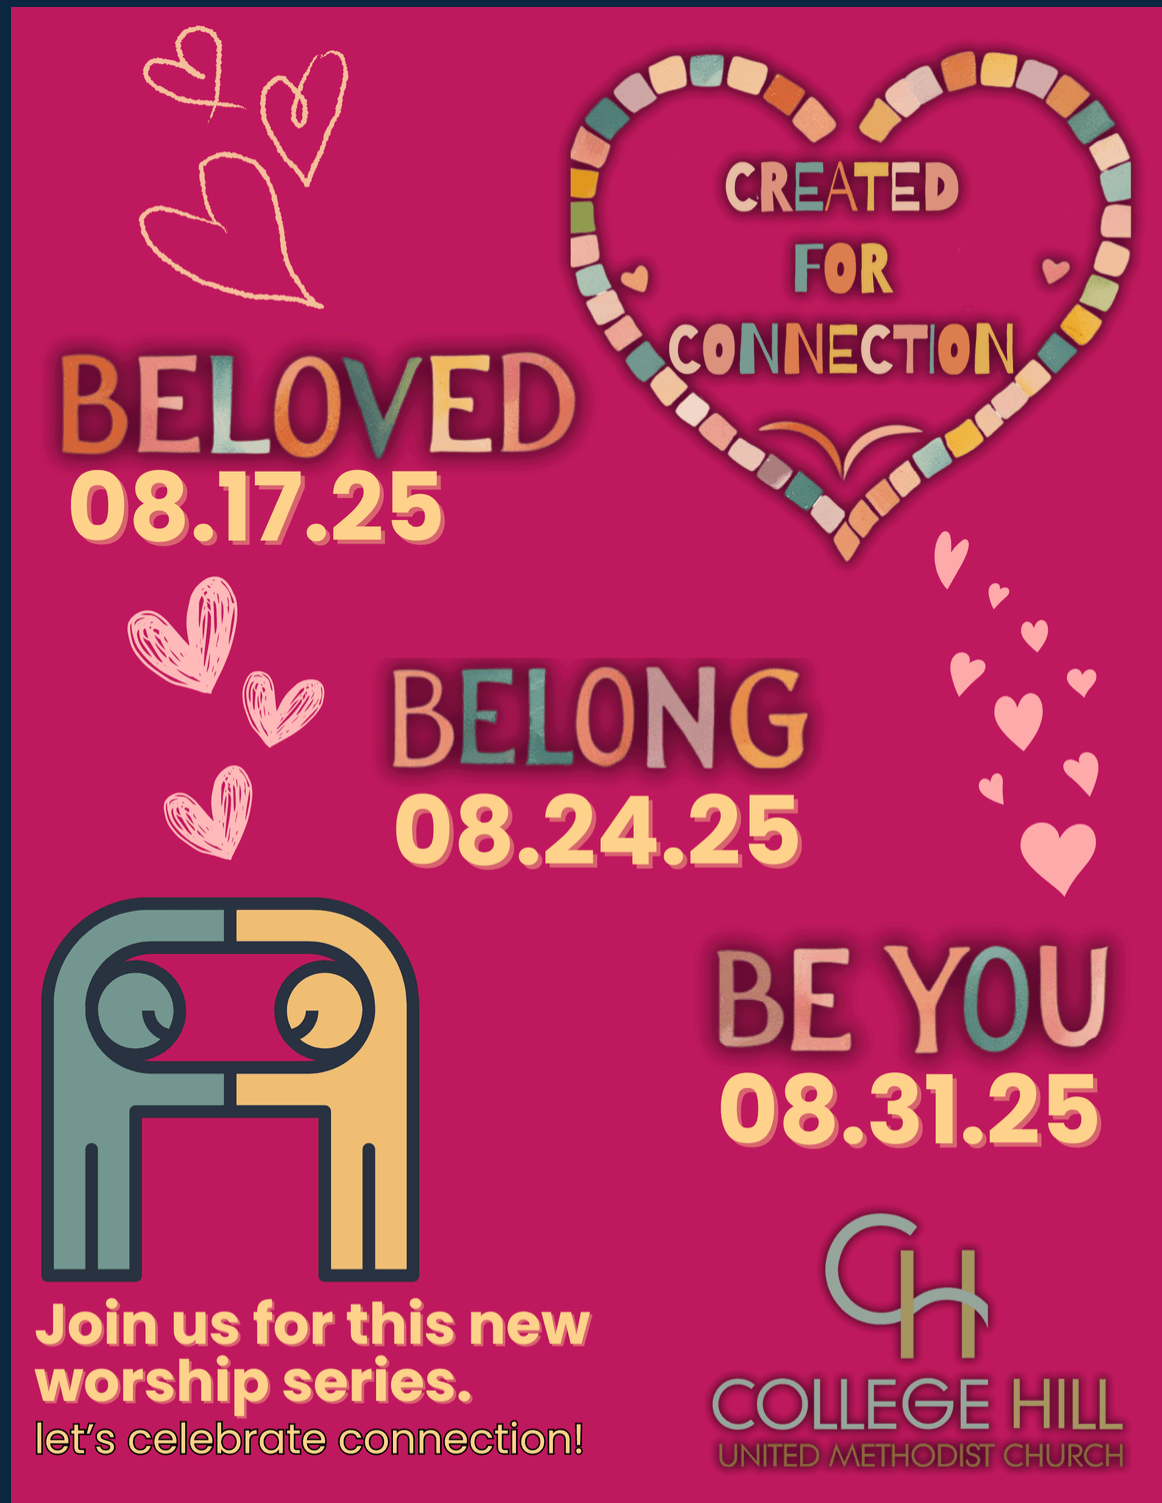 CREATED
FOR
CONNECTION
BELOVED
08.17.25
BELONG
08.24.25
BE YOU
08.31.25
Join us for this new
worship series.
let's celebrate connection!
CH
COLLEGE HILL
UNITED METHODIST CHURCH